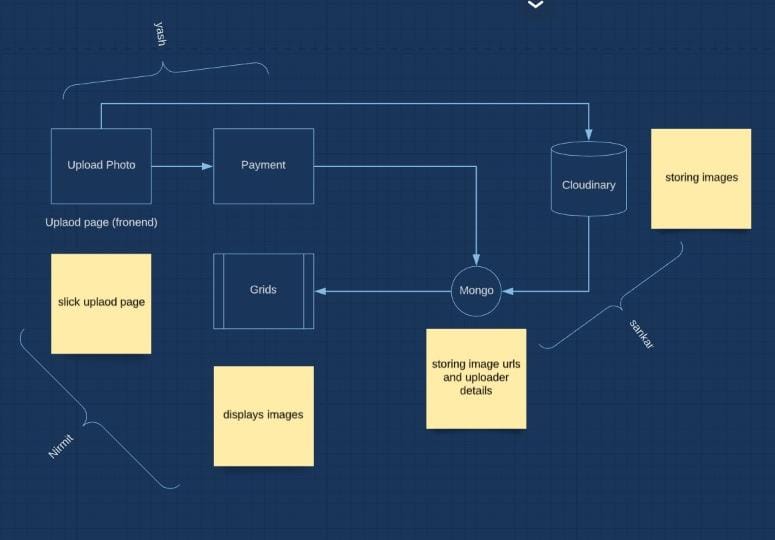 yash
Upload Photo
Payment
Cloudinary
storing images
Uplaod page (fronend)
slick uplaod page
Grids
Mongo
sankar
storing image urls
and uploader
details
displays images
Nirmit